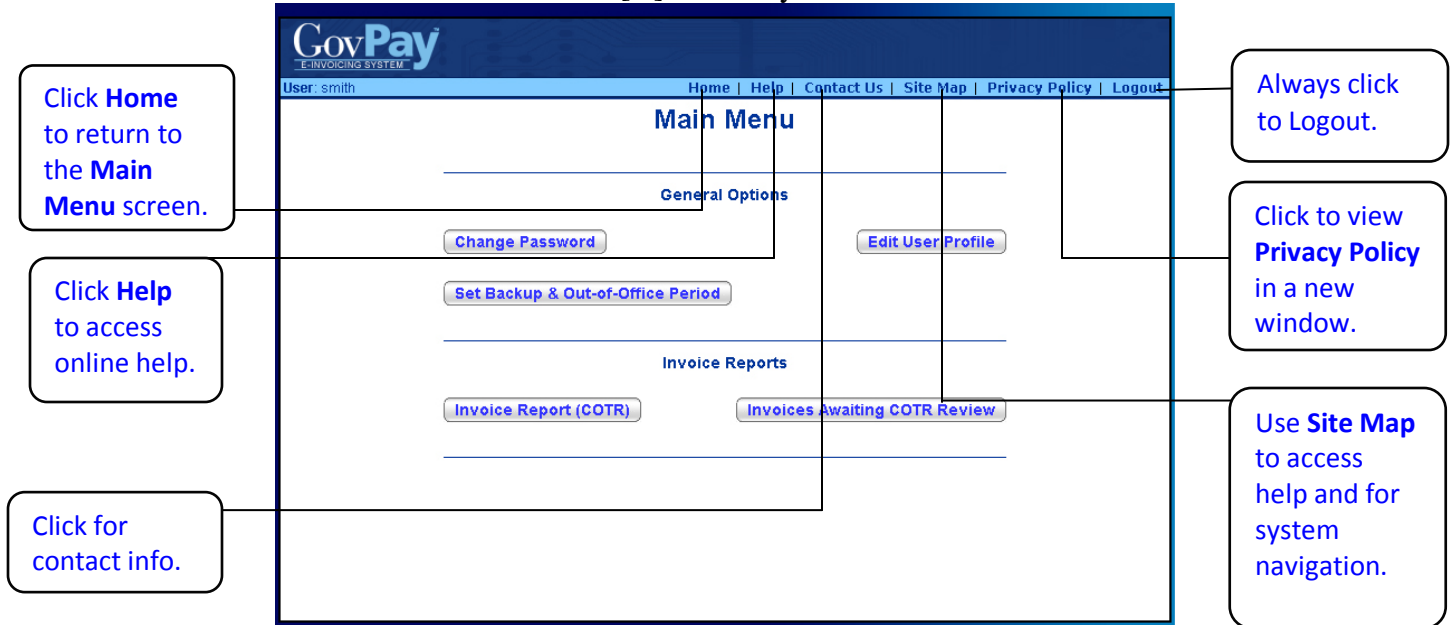 GovPay
E-INVOICING SYSTEM
User: smith
Home | Help | Contact Us | Site Map | Privacy Policy | Logout
Main Menu
General Options
Change Password
Edit User Profile
Set Backup & Out-of-Office Period
Invoice Reports
Invoice Report (COTR)
Invoices Awaiting COTR Review
Click Home
to return to
the Main
Menu screen.
Click Help
to access
online help.
Click for
contact info.
Always click
to Logout.
Click to view
Privacy Policy
in a new
window.
Use Site Map
to access
help and for
system
navigation.